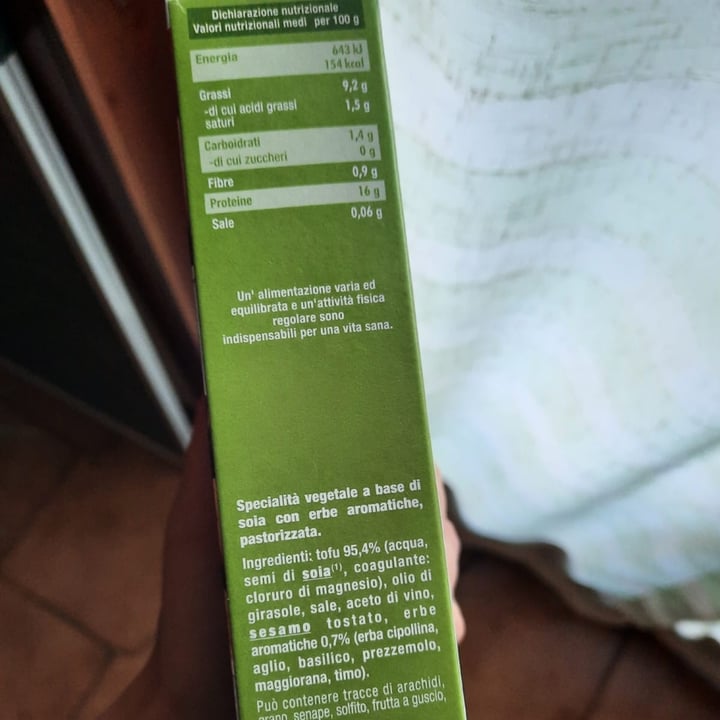 Dichiarazione nutrizionale
Valori nutrizionali medi per 100 g
Energia 643 kJ
154 kcal
Grassi 9,2 g
-di cui acidi grassi 1,5 g
saturi
Carboidrati 1,4 g
-di cui zuccheri 0 g
Fibre 0,9 g
Proteine 16 g
Sale 0,06 g
Un' alimentazione varia ed
equilibrata e un'attività fisica
regolare sono
indispensabili per una vita sana.
Specialità vegetale a base di
soia con erbe aromatiche,
pastorizzata.
Ingredienti: tofu 95,4% (acqua,
semi di soia(1), coagulante:
cloruro di magnesio), olio di
girasole, sale, aceto di vino,
sesamo tostato, erbe
aromatiche 0,7% (erba cipollina,
aglio, basilico, prezzemolo,
maggiorana, timo).
Può contenere tracce di arachidi,
grano, senape, solfito, frutta a guscio,